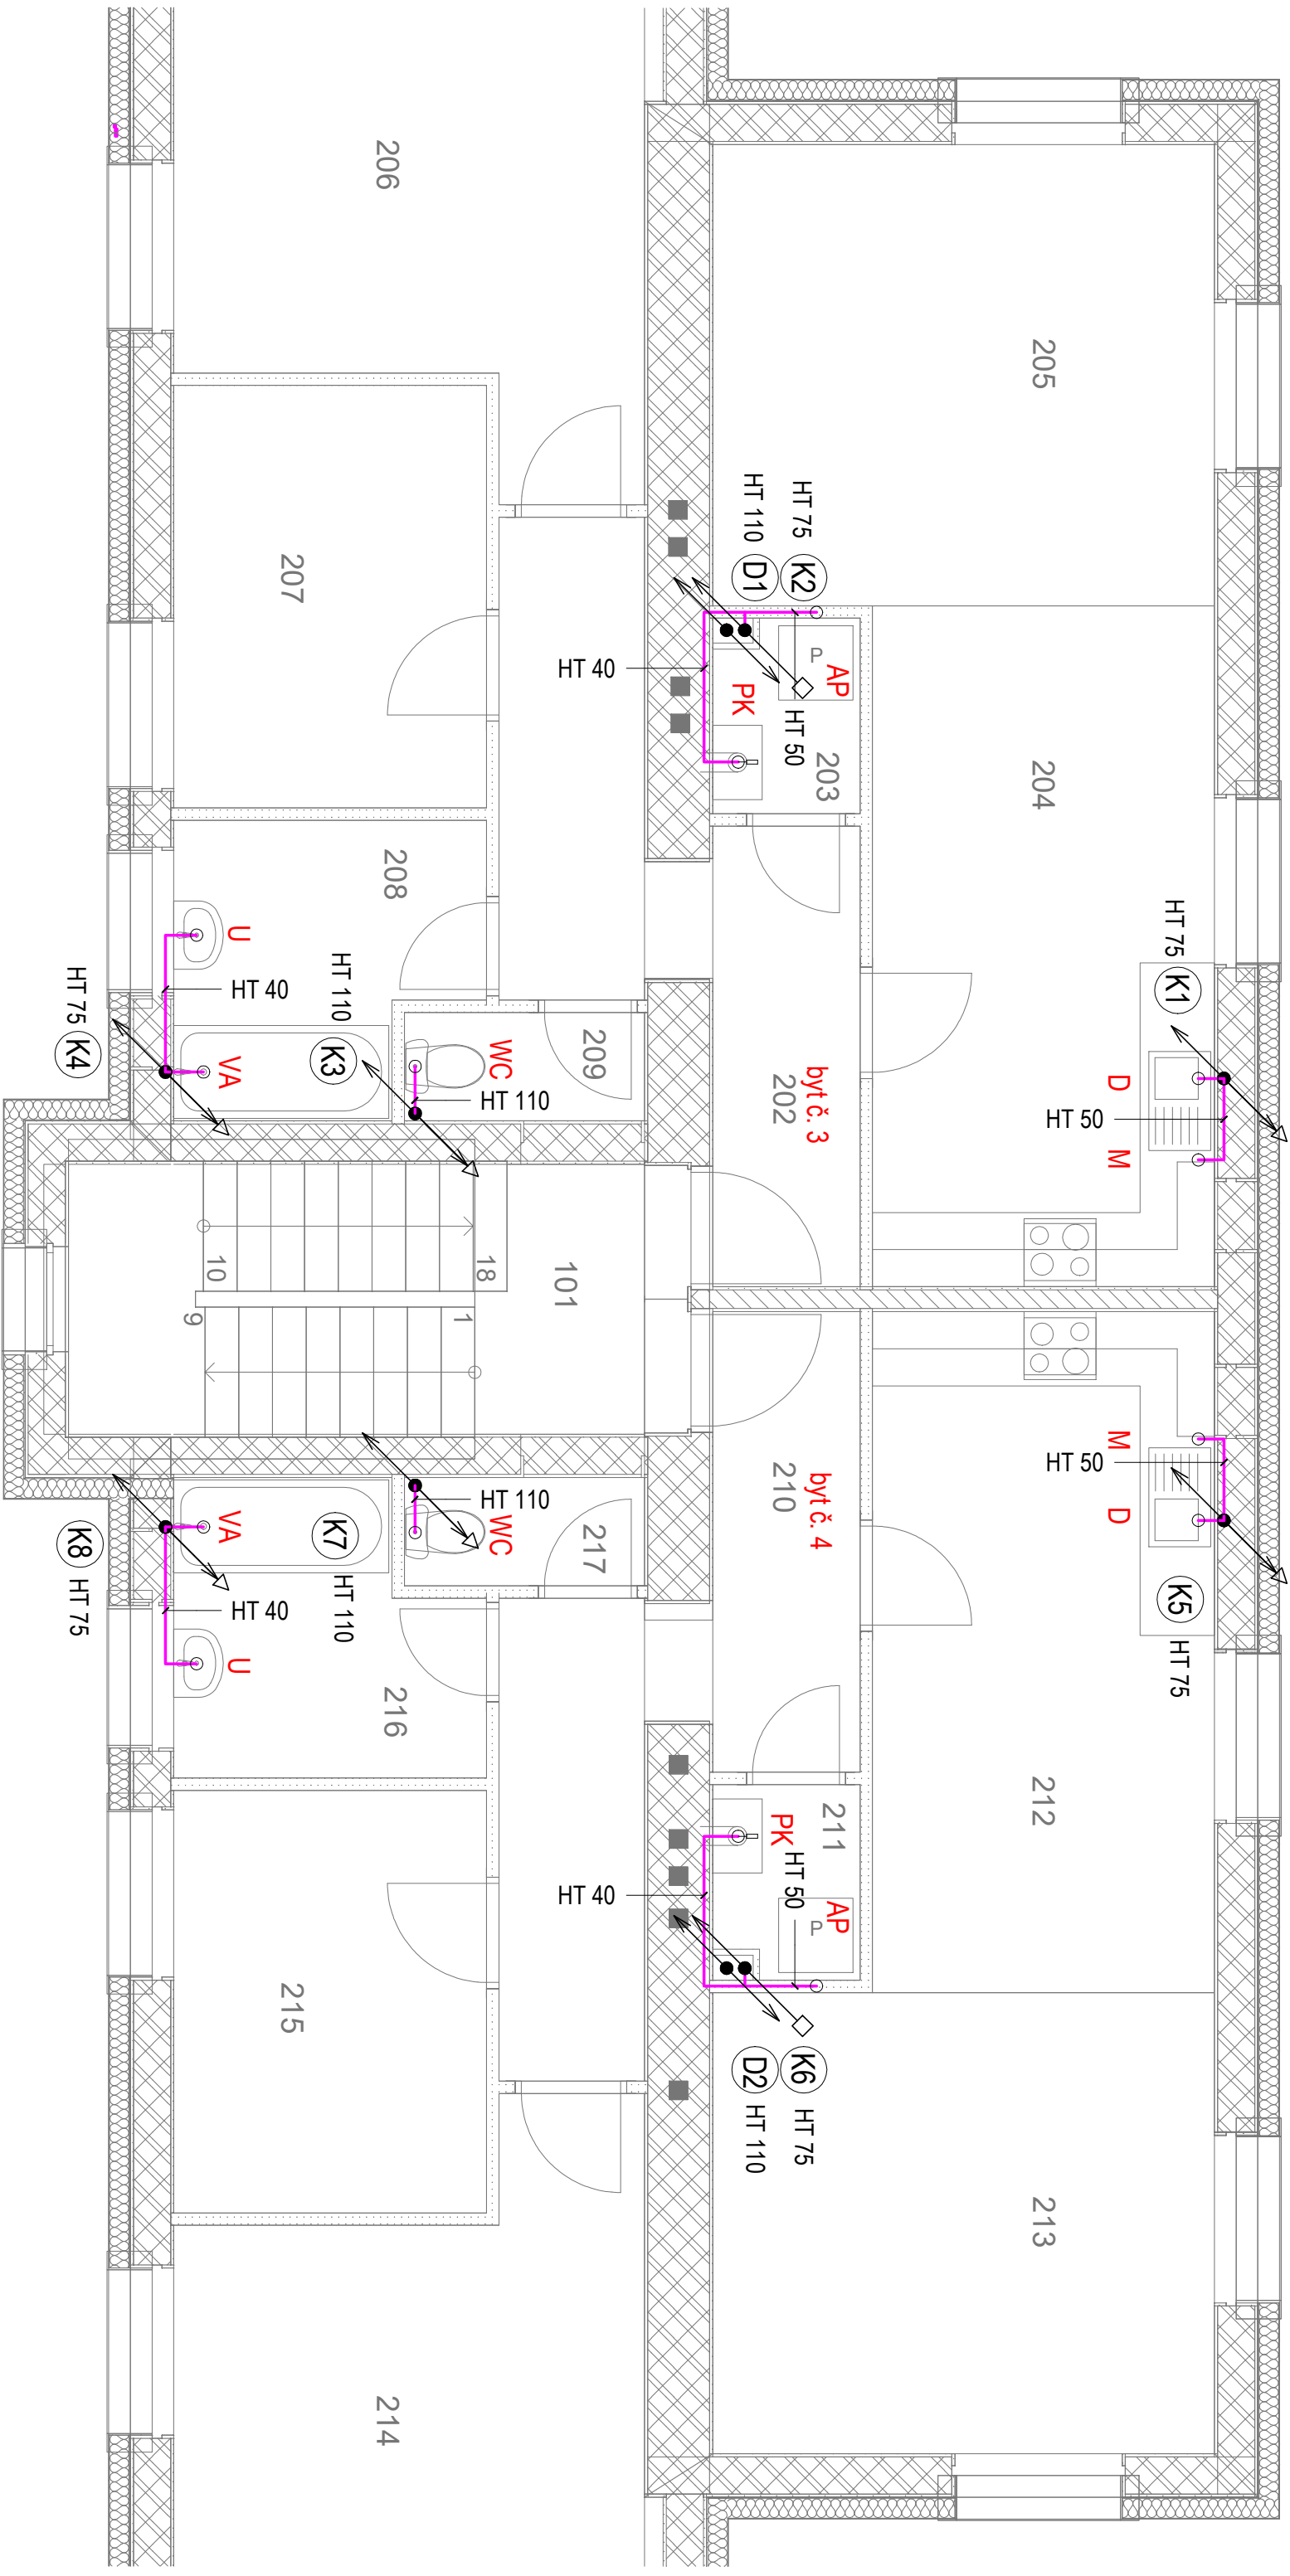 206
205
207
HT 75
K2
HT 110
D1
HT 40
P
AP
PK
HT 50
203
204
208
U
HT 40
HT 75
K4
HT 110
K3
VA
WC
HT 110
209
byt č. 3
202
HT 75
K1
D
HT 50
M
10
18
101
9
1
M
HT 50
D
byt č. 4
210
HT 110
WC
217
K7
HT 110
VA
K8
HT 75
HT 40
U
216
K5
HT 75
212
211
PK
HT 50
AP
P
HT 40
215
K6
HT 75
D2
HT 110
213
214